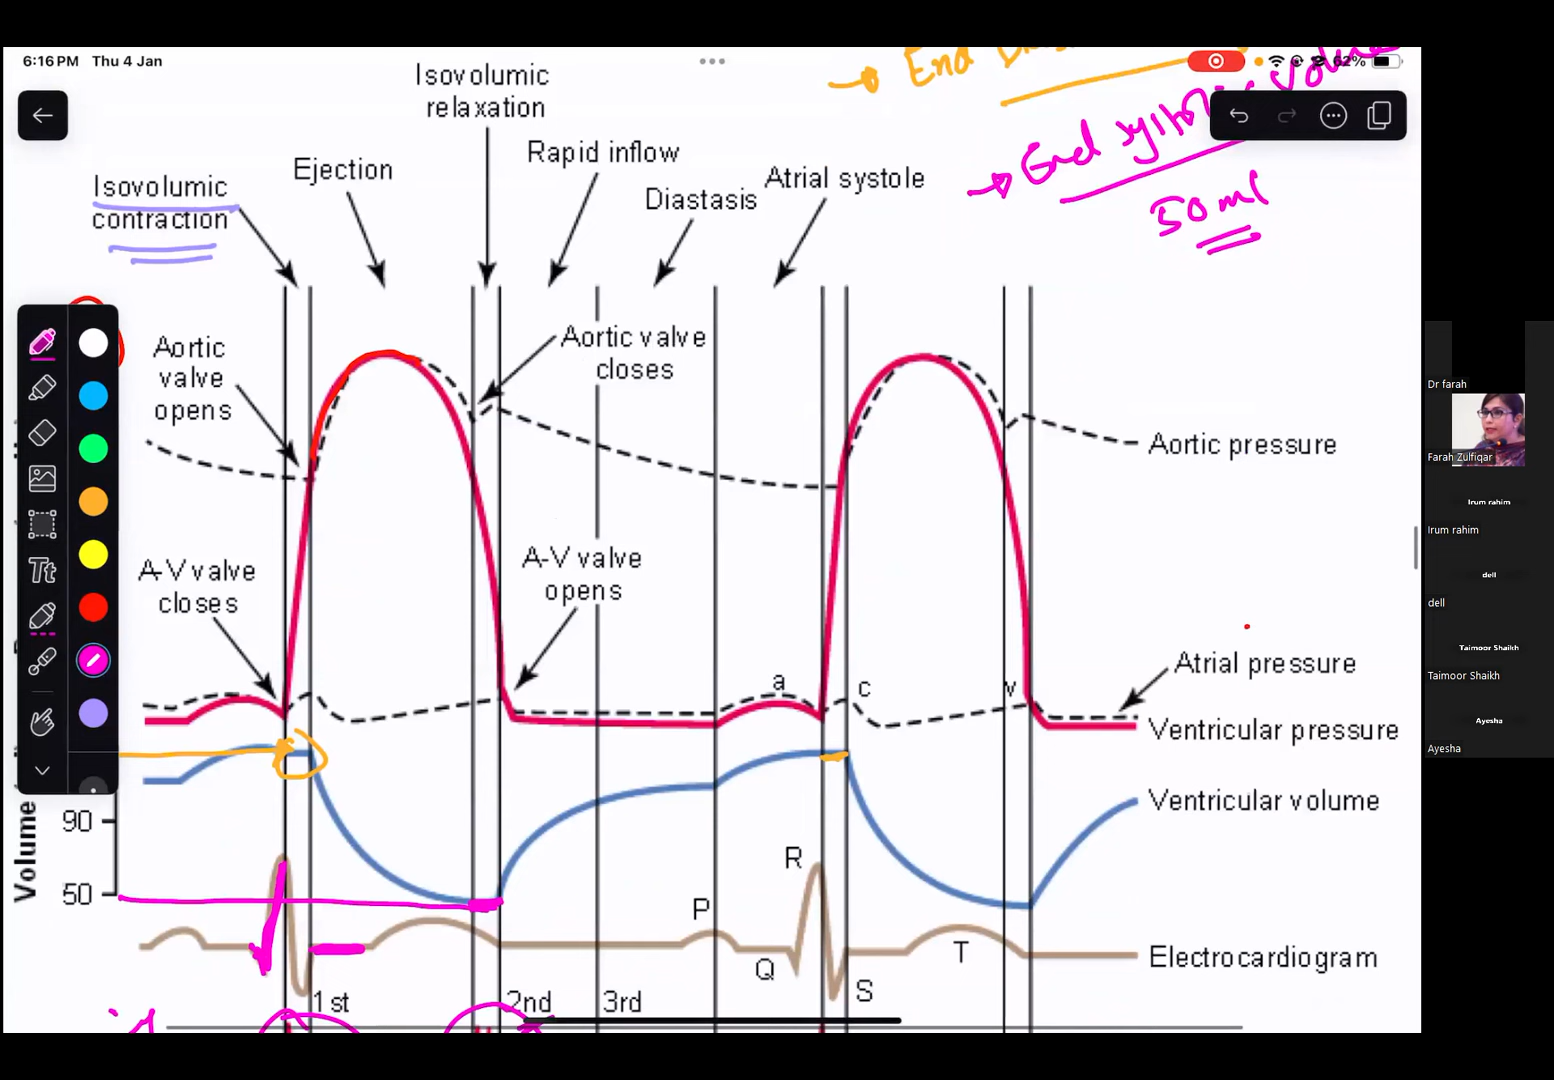 6:16 PM Thu 4 Jan
62%
End
End systolic volume
50 ml
Isovolumic
relaxation
Isovolumic
contraction
Ejection
Rapid inflow
Diastasis
Atrial systole
Aortic
valve
opens
Aortic valve
closes
Aortic pressure
A-V valve
closes
A-V valve
opens
a
c
v
Atrial pressure
Ventricular pressure
Tt
Volume
90
50
Ventricular volume
R
P
Q
S
T
Electrocardiogram
1st
2nd
3rd
Dr farah
Farah Zulfiqar
Irum rahim
Irum rahim
dell
dell
Taimoor Shaikh
Taimoor Shaikh
Ayesha
Ayesha